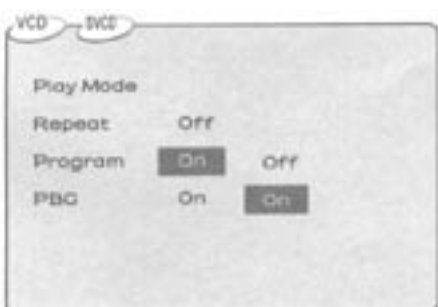 VCD SVCD
Play Mode
Repeat Off
Program On Off
PBC On On